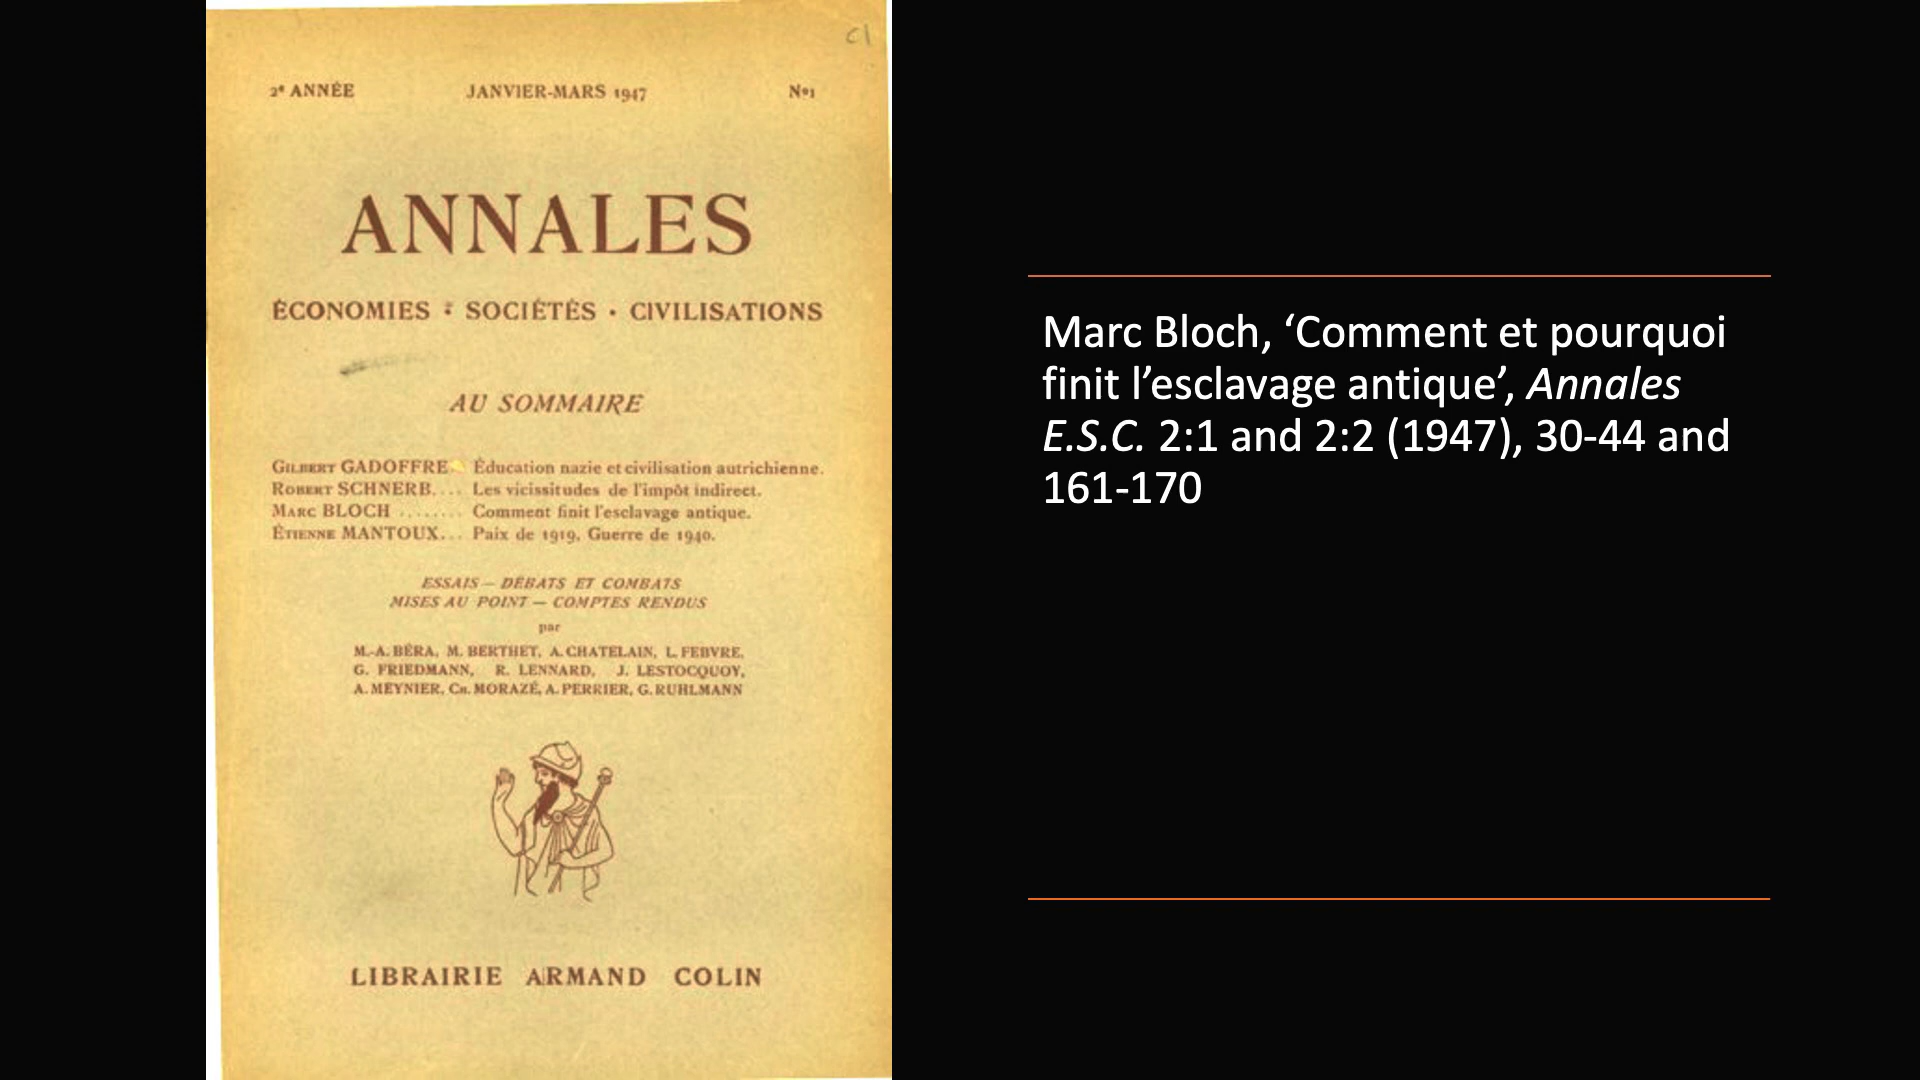 C1
2e ANNÉE JANVIER-MARS 1947 No1
ANNALES
ÉCONOMIES · SOCIÉTÉS · CIVILISATIONS
AU SOMMAIRE
GILBERT GADOFFRE Éducation nazie et civilisation autrichienne.
ROBERT SCHNERB.... Les vicissitudes de l'impôt indirect.
MARC BLOCH ........ Comment finit l'esclavage antique.
ÉTIENNE MANTOUX... Paix de 1919, Guerre de 1940.
ESSAIS — DÉBATS ET COMBATS
MISES AU POINT — COMPTES RENDUS
par
M.-A. BÉRA, M. BERTHET, A. CHATELAIN, L. FEBVRE,
G. FRIEDMANN, R. LENNARD, J. LESTOCQUOY,
A. MEYNIER, CH. MORAZÉ, A. PERRIER, G. RUHLMANN
LIBRAIRIE ARMAND COLIN
Marc Bloch, ‘Comment et pourquoi
finit l’esclavage antique’, Annales
E.S.C. 2:1 and 2:2 (1947), 30-44 and
161-170